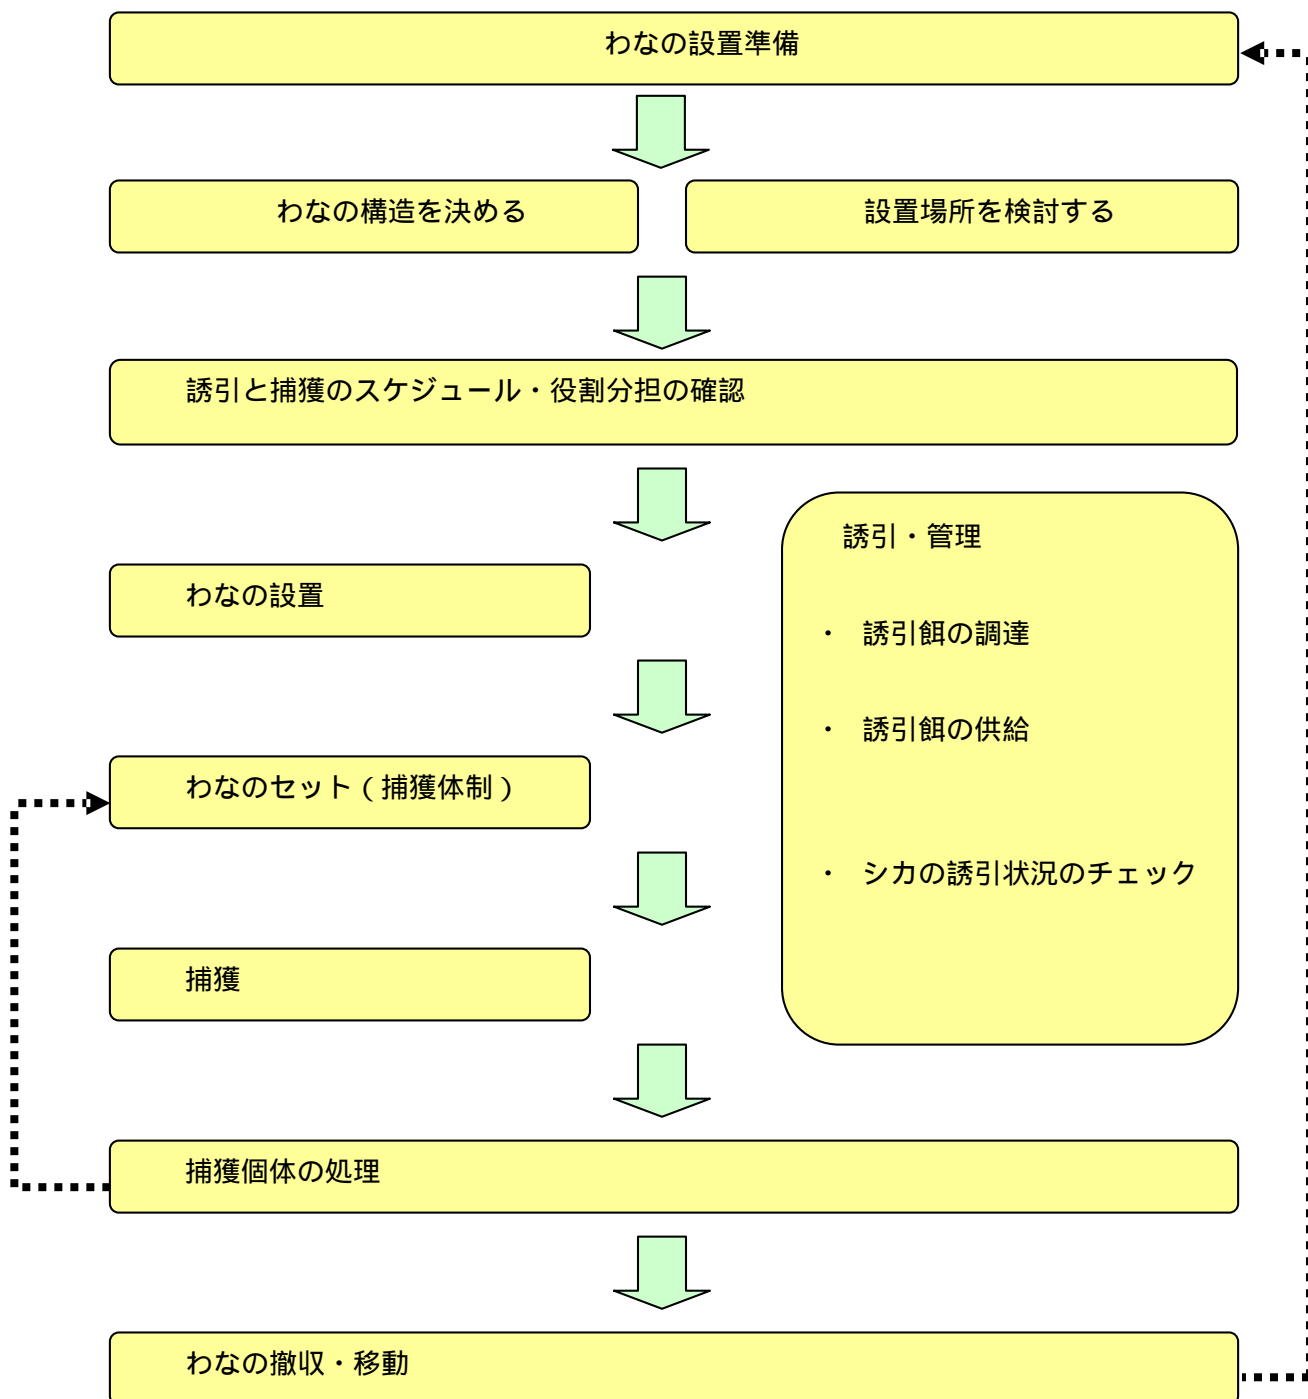 わなの設置準備
わなの構造を決める
設置場所を検討する
誘引と捕獲のスケジュール・役割分担の確認
わなの設置
わなのセット（捕獲体制）
捕獲
誘引・管理
・ 誘引餌の調達
・ 誘引餌の供給
・ シカの誘引状況のチェック
捕獲個体の処理
わなの撤収・移動